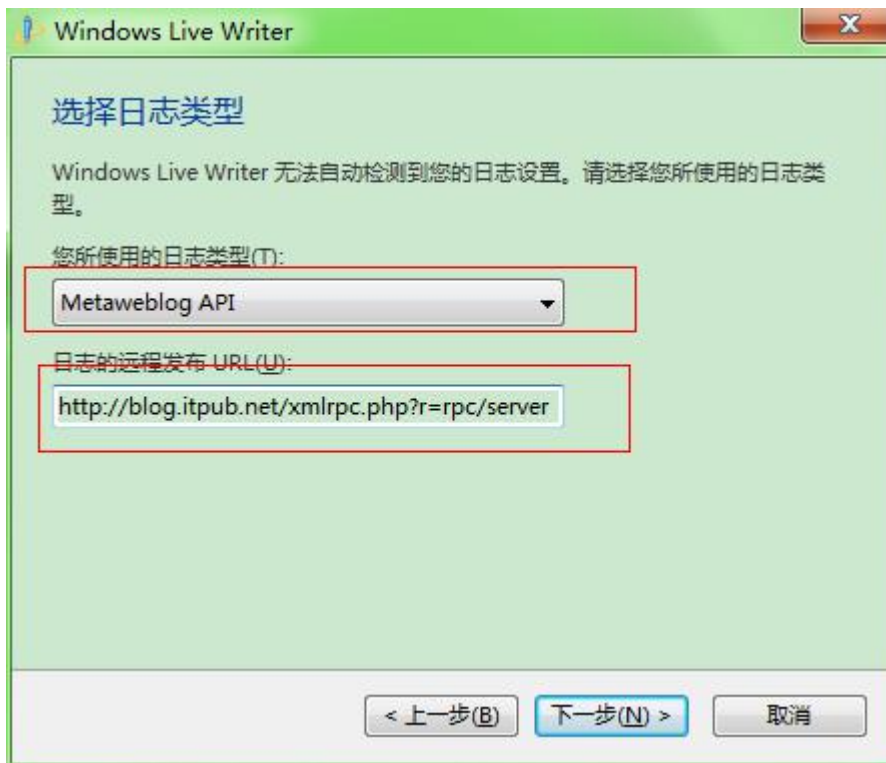 Windows Live Writer
选择日志类型
Windows Live Writer 无法自动检测到您的日志设置。请选择您所使用的日志类
型。
您所使用的日志类型(T):
Metaweblog API
日志的远程发布 URL(U):
http://blog.itpub.net/xmlrpc.php?r=rpc/server
< 上一步(B)
下一步(N) >
取消